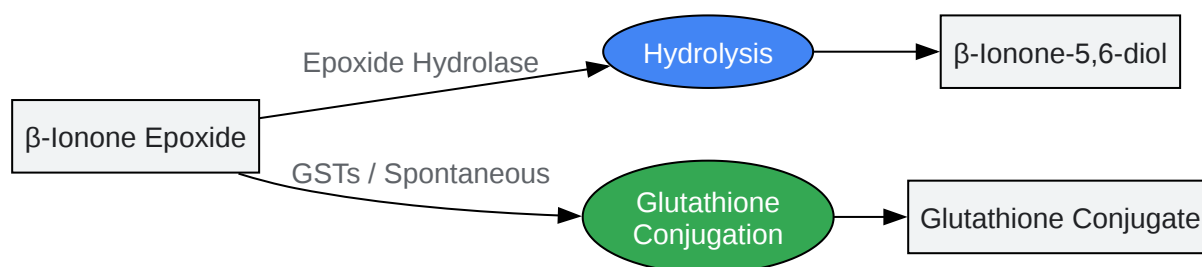 Epoxide Hydrolase
Hydrolysis
β-Ionone-5,6-diol
β-Ionone Epoxide
GSTs / Spontaneous
Glutathione
Conjugation
Glutathione Conjugate